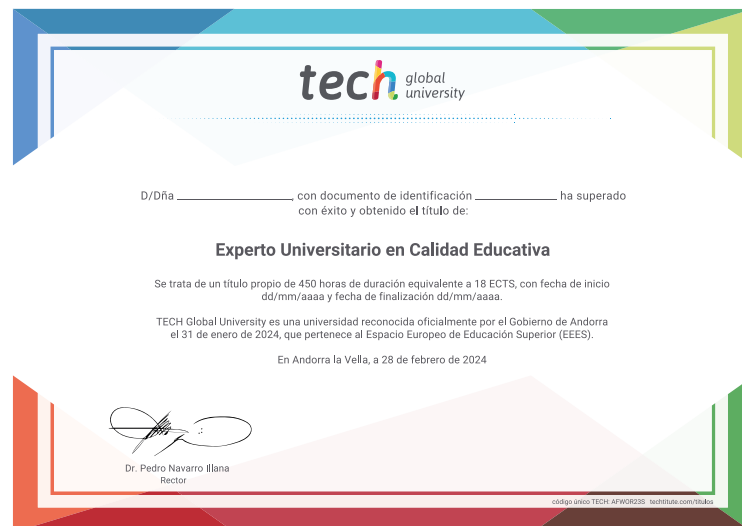 tech global university
D/Dña ____________, con documento de identificación ____________ ha superado
con éxito y obtenido el título de:
Experto Universitario en Calidad Educativa
Se trata de un título propio de 450 horas de duración equivalente a 18 ECTS, con fecha de inicio
dd/mm/aaaa y fecha de finalización dd/mm/aaaa.
TECH Global University es una universidad reconocida oficialmente por el Gobierno de Andorra
el 31 de enero de 2024, que pertenece al Espacio Europeo de Educación Superior (EEES).
En Andorra la Vella, a 28 de febrero de 2024
Dr. Pedro Navarro Illana
Rector
código único TECH: AFWOR23S techtitute.com/titulos